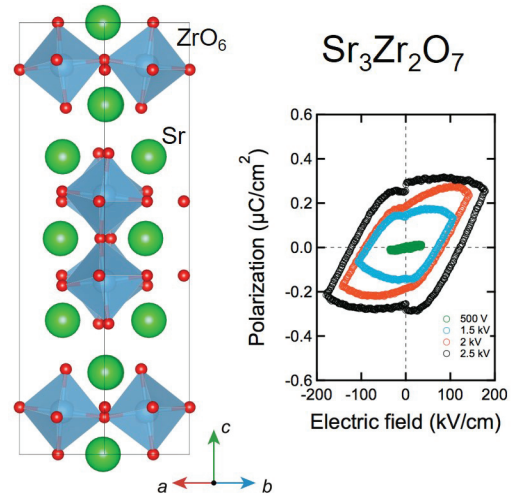 ZrO6
Sr
c
a
b
Sr3Zr2O7
Polarization (μC/cm2)
0.6
0.4
0.2
0.0
-0.2
-0.4
-0.6
500 V
1.5 kV
2 kV
2.5 kV
-200 -100 0 100 200
Electric field (kV/cm)